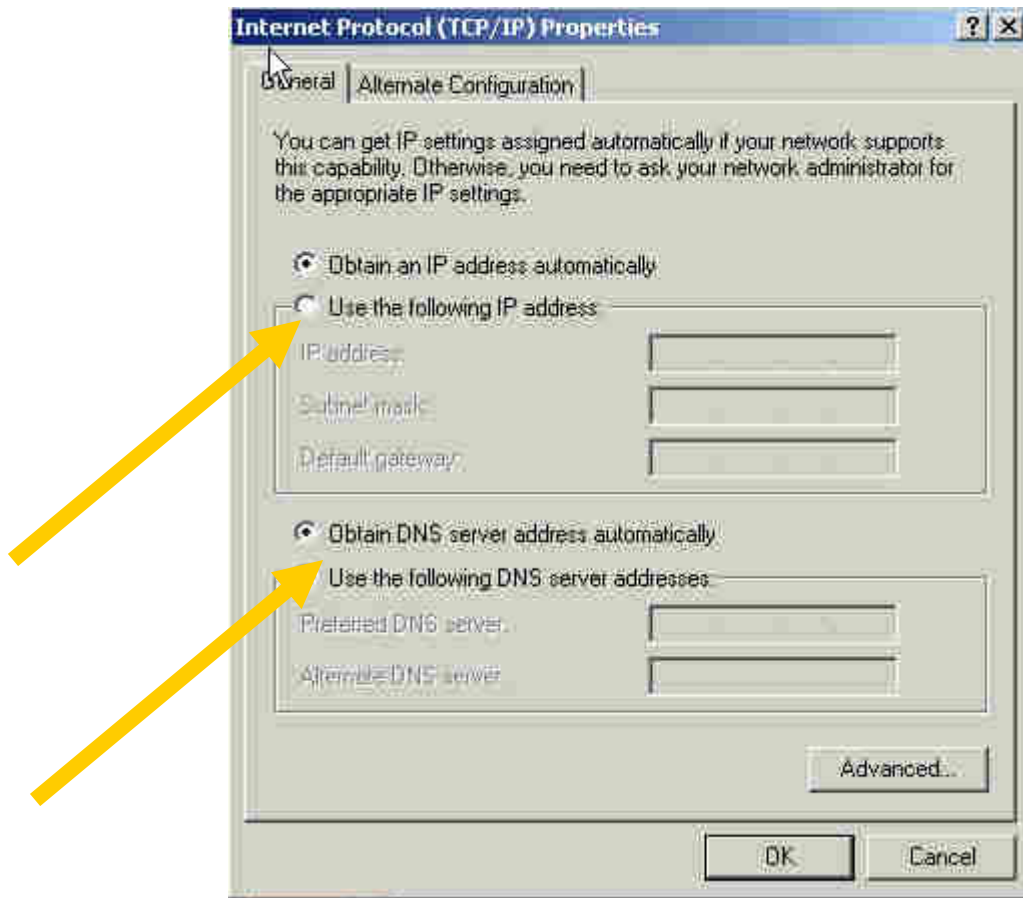 Internet Protocol (TCP/IP) Properties
General
Alternate Configuration
You can get IP settings assigned automatically if your network supports
this capability. Otherwise, you need to ask your network administrator for
the appropriate IP settings.
Obtain an IP address automatically
Use the following IP address:
IP address:
Subnet mask:
Default gateway:
Obtain DNS server address automatically
Use the following DNS server addresses:
Preferred DNS server:
Alternate DNS server:
Advanced...
OK
Cancel